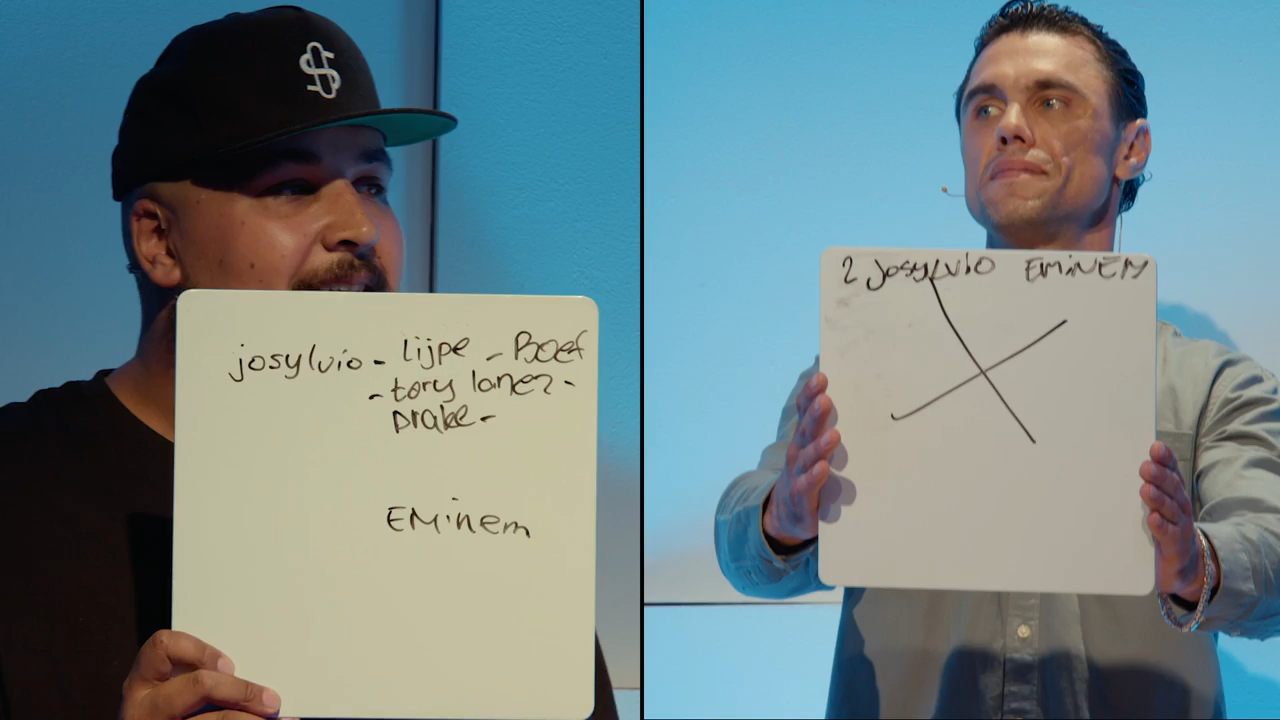 josylvio - lijpe - Boef
- tory lanez -
Drake -
EMinem
2 Josylvio EMiNEM